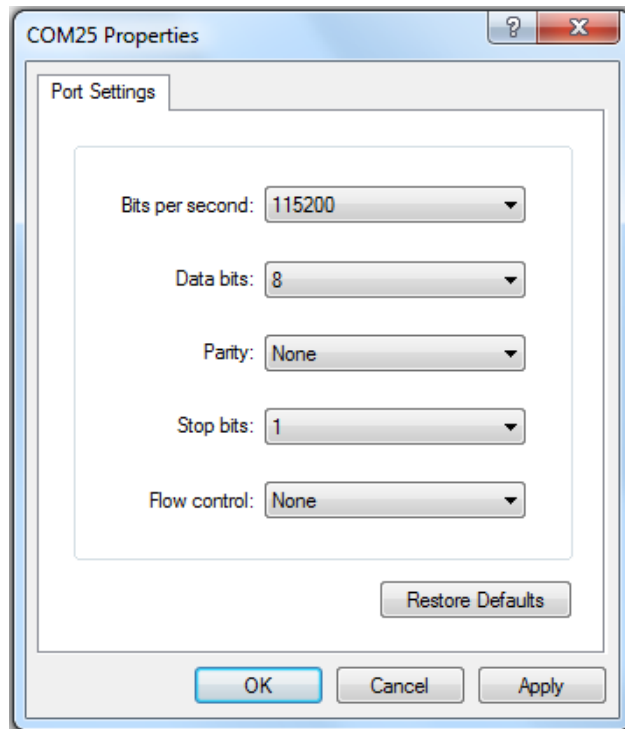 COM25 Properties
Port Settings
Bits per second: 115200
Data bits: 8
Parity: None
Stop bits: 1
Flow control: None
Restore Defaults
OK Cancel Apply